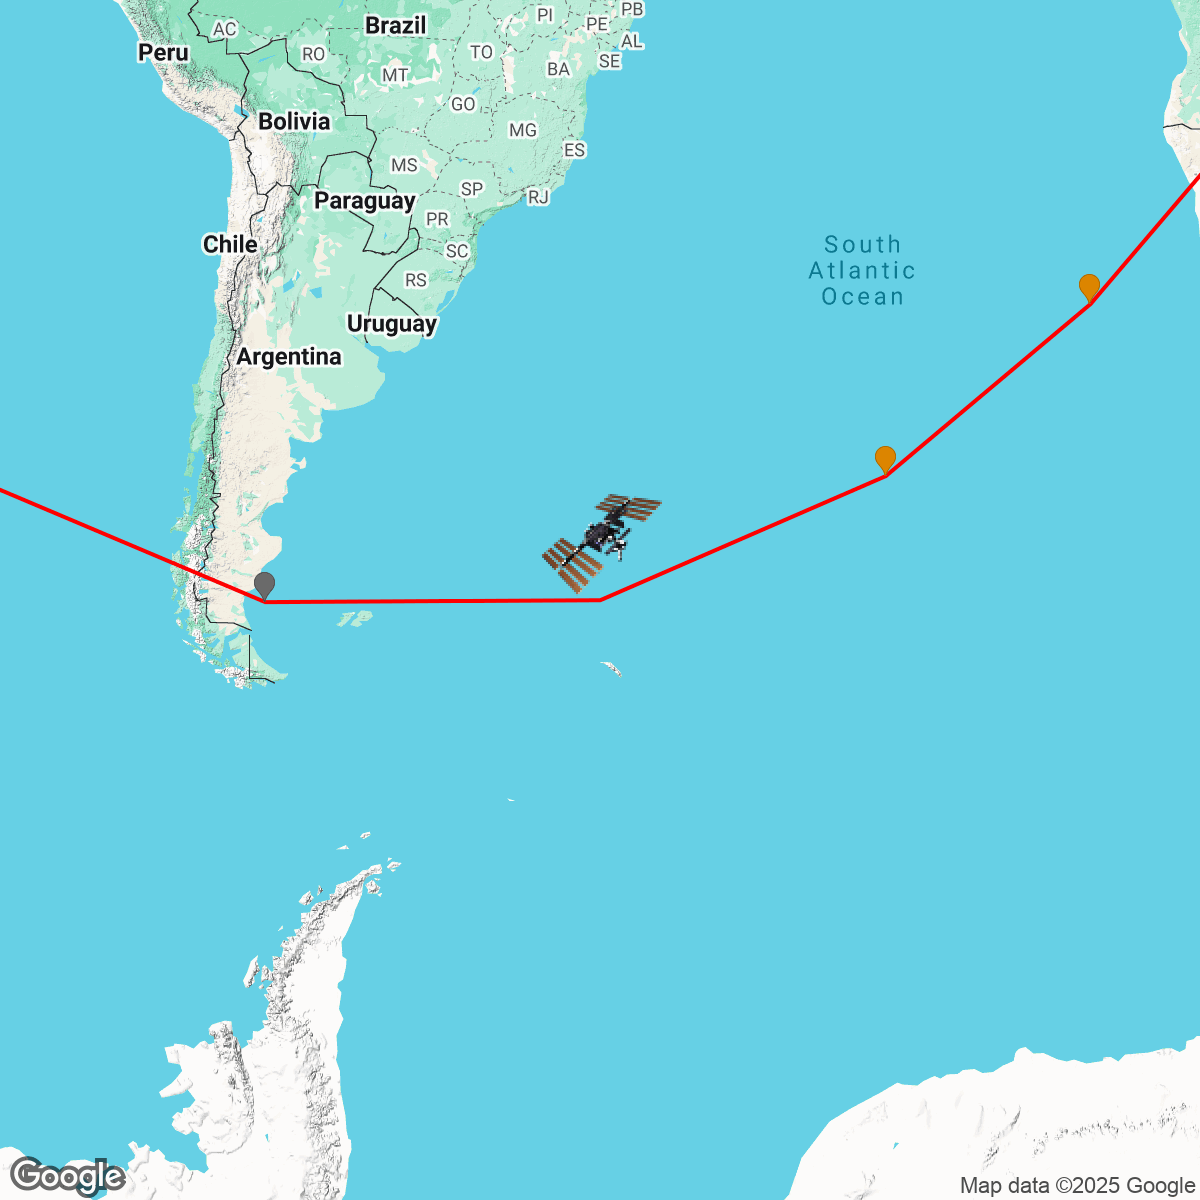 PB
PI
PE
Brazil
AC
AL
TO
Peru
RO
SE
BA
MT
GO
Bolivia
MG
ES
MS
SP
Paraguay
RJ
PR
Chile
SC
South
Atlantic
Ocean
RS
Uruguay
Argentina
Google
Map data ©2025 Google